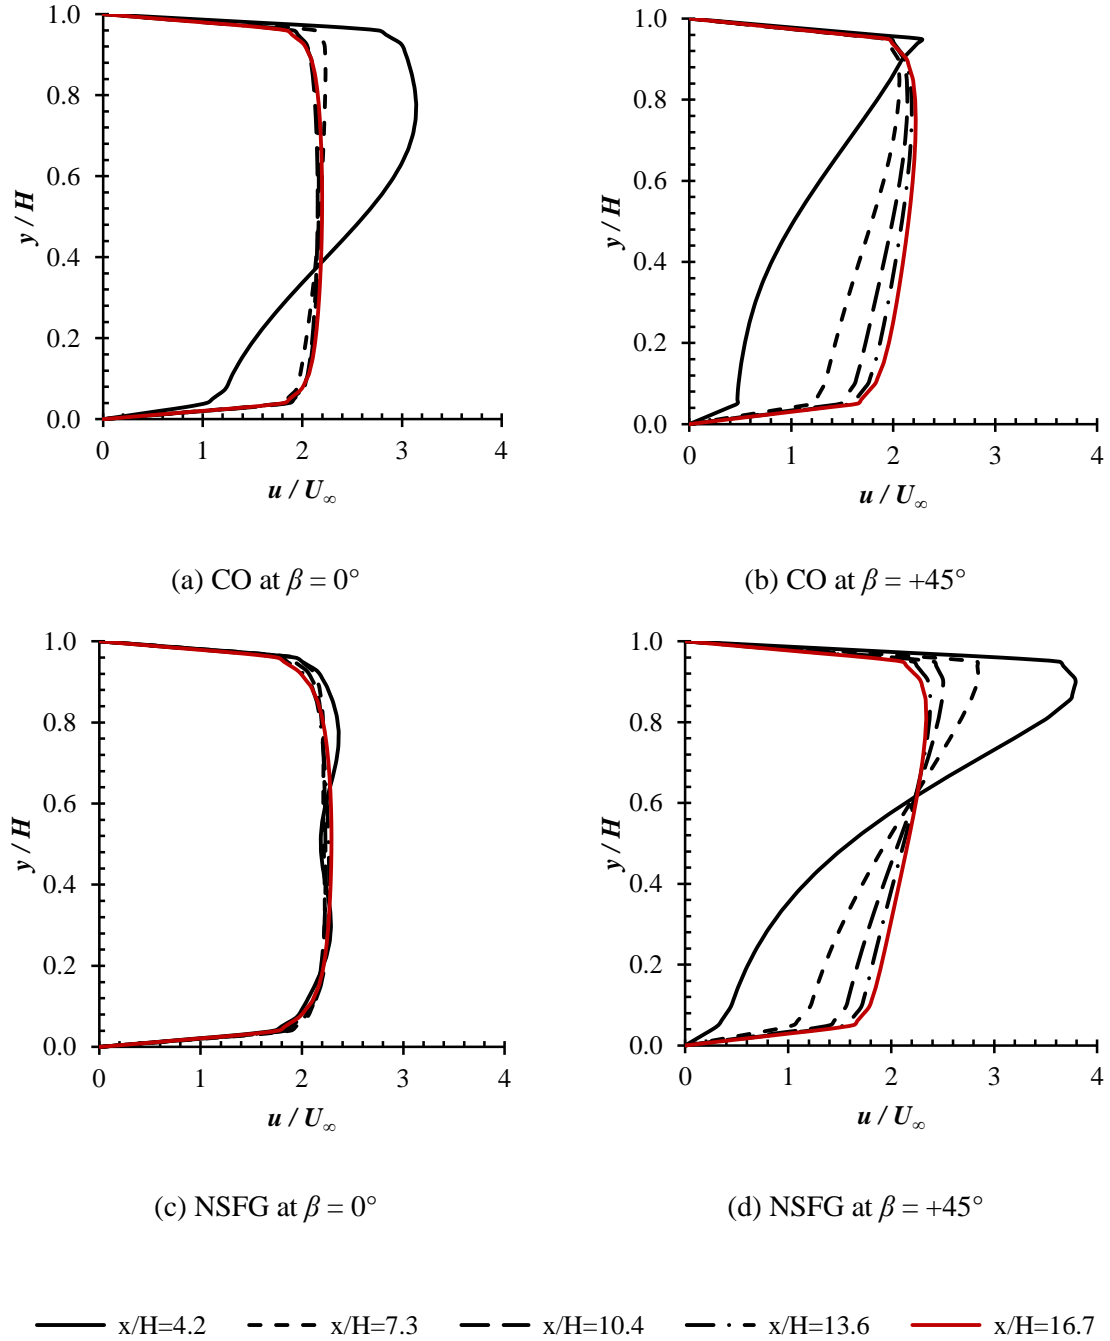 1.0
0.8
0.6
0.4
0.2
0.0
y / H
0 1 2 3 4
u / U∞
(a) CO at β = 0°
1.0
0.8
0.6
0.4
0.2
0.0
y / H
0 1 2 3 4
u / U∞
(b) CO at β = +45°
1.0
0.8
0.6
0.4
0.2
0.0
y / H
0 1 2 3 4
u / U∞
(c) NSFG at β = 0°
1.0
0.8
0.6
0.4
0.2
0.0
y / H
0 1 2 3 4
u / U∞
(d) NSFG at β = +45°
x/H=4.2 x/H=7.3 x/H=10.4 x/H=13.6 x/H=16.7